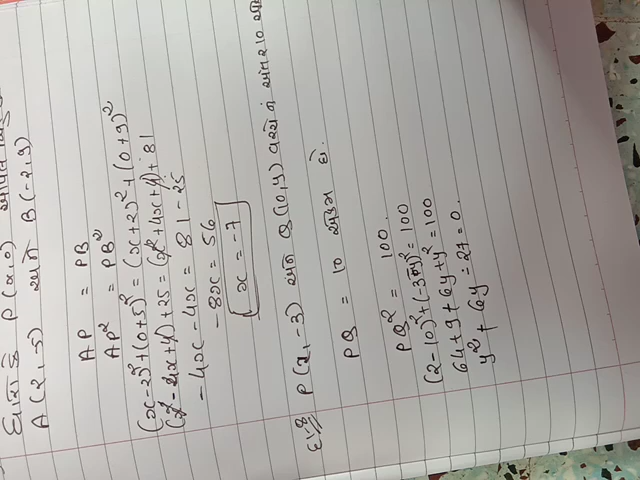 ધારો કે P(x,0)
A(2,-5) અને B(-2,9)
AP = PB
AP² = PB²
(x-2)²+(0+5)² = (x+2)²+(0+9)²
(x²-4x+4)+25 = (x²+4x+4)+81
-4x-4x = 81-25
-8x = 56
x = -7
P(2,-3) અને Q(10,y) વચ્ચેનું અંતર 10
PQ = 10 એકમ છે.
PQ² = 100.
(2-10)²+(-3-y)² = 100
64+9+6y+y² = 100
y²+6y-27=0.